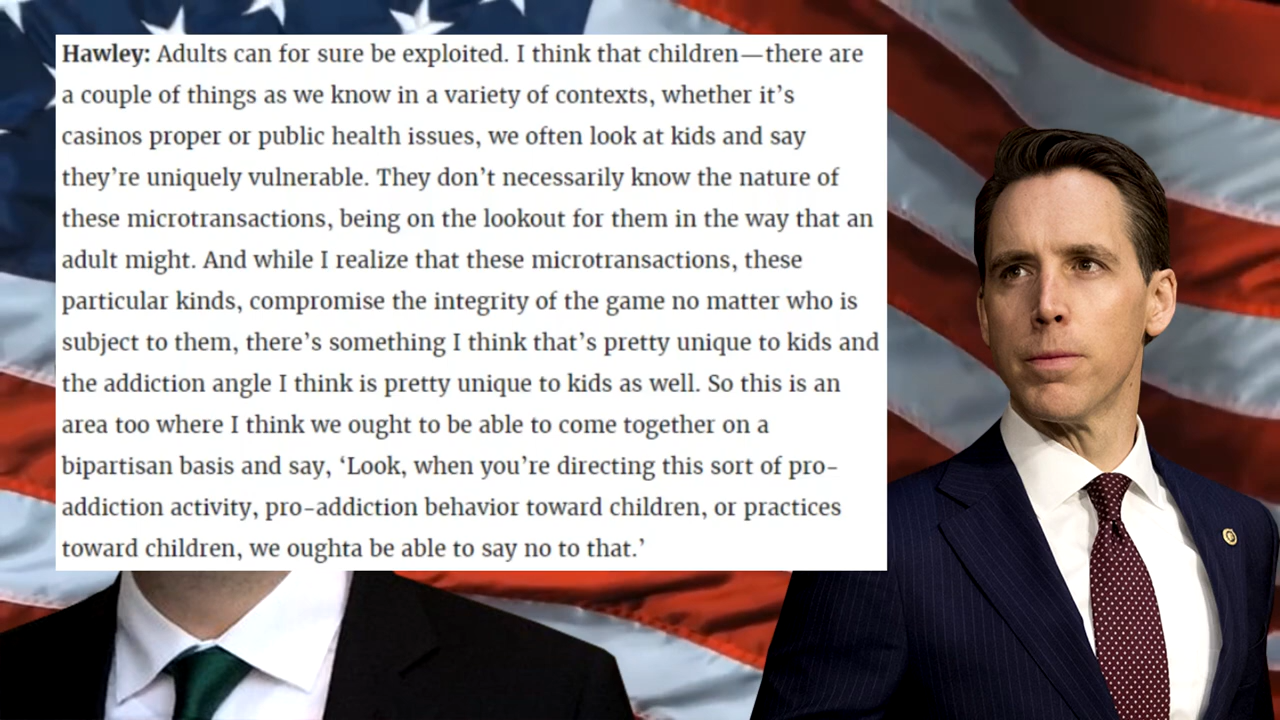 Hawley: Adults can for sure be exploited. I think that children—there are
a couple of things as we know in a variety of contexts, whether it’s
casinos proper or public health issues, we often look at kids and say
they’re uniquely vulnerable. They don’t necessarily know the nature of
these microtransactions, being on the lookout for them in the way that an
adult might. And while I realize that these microtransactions, these
particular kinds, compromise the integrity of the game no matter who is
subject to them, there’s something I think that’s pretty unique to kids and
the addiction angle I think is pretty unique to kids as well. So this is an
area too where I think we ought to be able to come together on a
bipartisan basis and say, ‘Look, when you’re directing this sort of pro-
addiction activity, pro-addiction behavior toward children, or practices
toward children, we oughta be able to say no to that.’